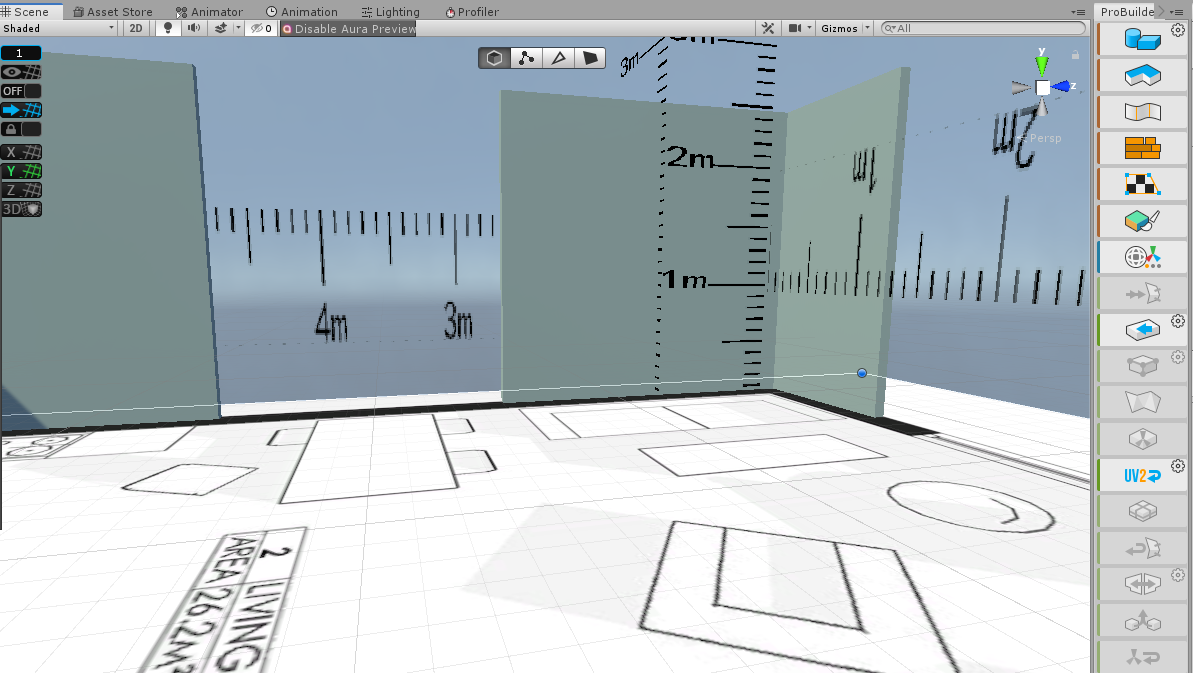 Scene
Asset Store
Animator
Animation
Lighting
Profiler
ProBuilde
Shaded
2D
0
Disable Aura Preview
Gizmos
All
1
OFF
X
Y
Z
3D
y
z
Persp
3m
2m
1m
4m
3m
1m
2m
UV2
2 LIVING
AREA 26.2M²